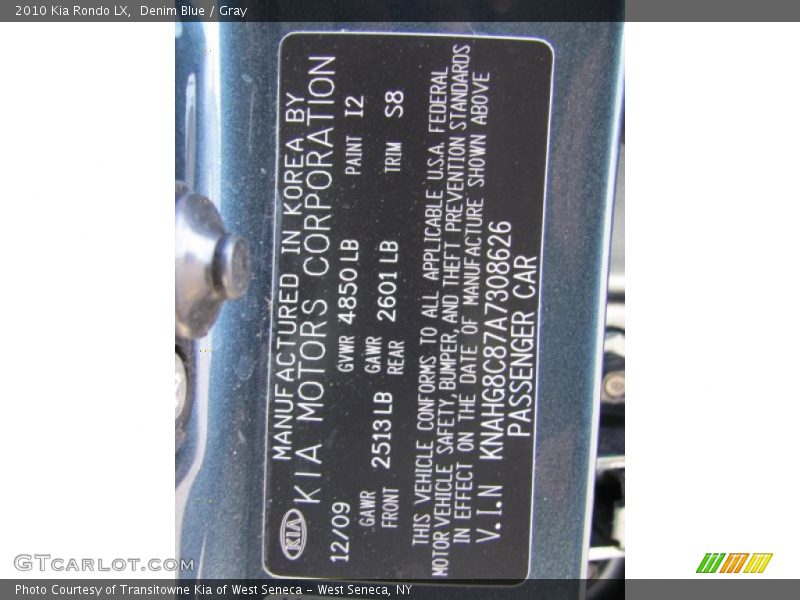 2010 Kia Rondo LX,  Denim Blue / Gray
MANUFACTURED IN KOREA BY
KIA KIA MOTORS CORPORATION
12/09 GVWR 4850 LB PAINT I2
GAWR FRONT 2513 LB GAWR REAR 2601 LB TRIM S8
THIS VEHICLE CONFORMS TO ALL APPLICABLE U.S.A. FEDERAL
MOTOR VEHICLE SAFETY, BUMPER, AND THEFT PREVENTION STANDARDS
IN EFFECT ON THE DATE OF MANUFACTURE SHOWN ABOVE
V.I.N KNAHG8C87A7308626
PASSENGER CAR
GTCarLot.com
Photo Courtesy of Transitowne Kia of West Seneca - West Seneca, NY